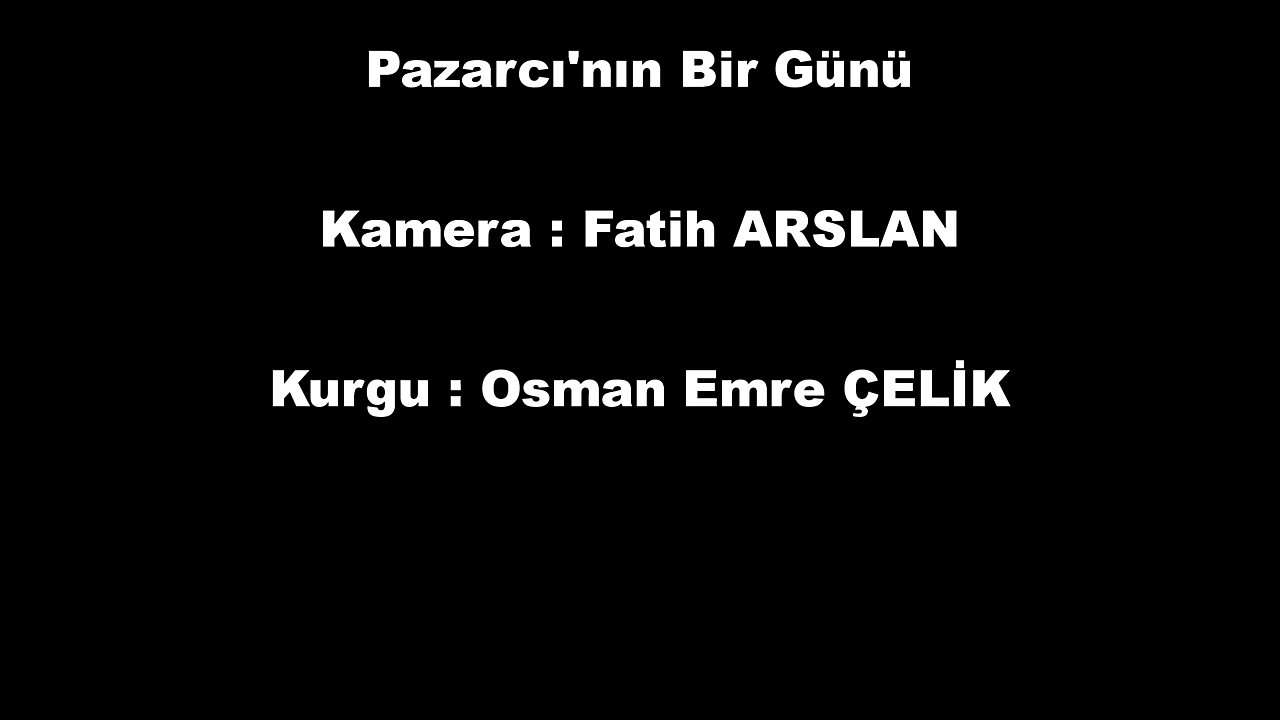 Pazarcı'nın Bir Günü
Kamera : Fatih ARSLAN
Kurgu : Osman Emre ÇELİK